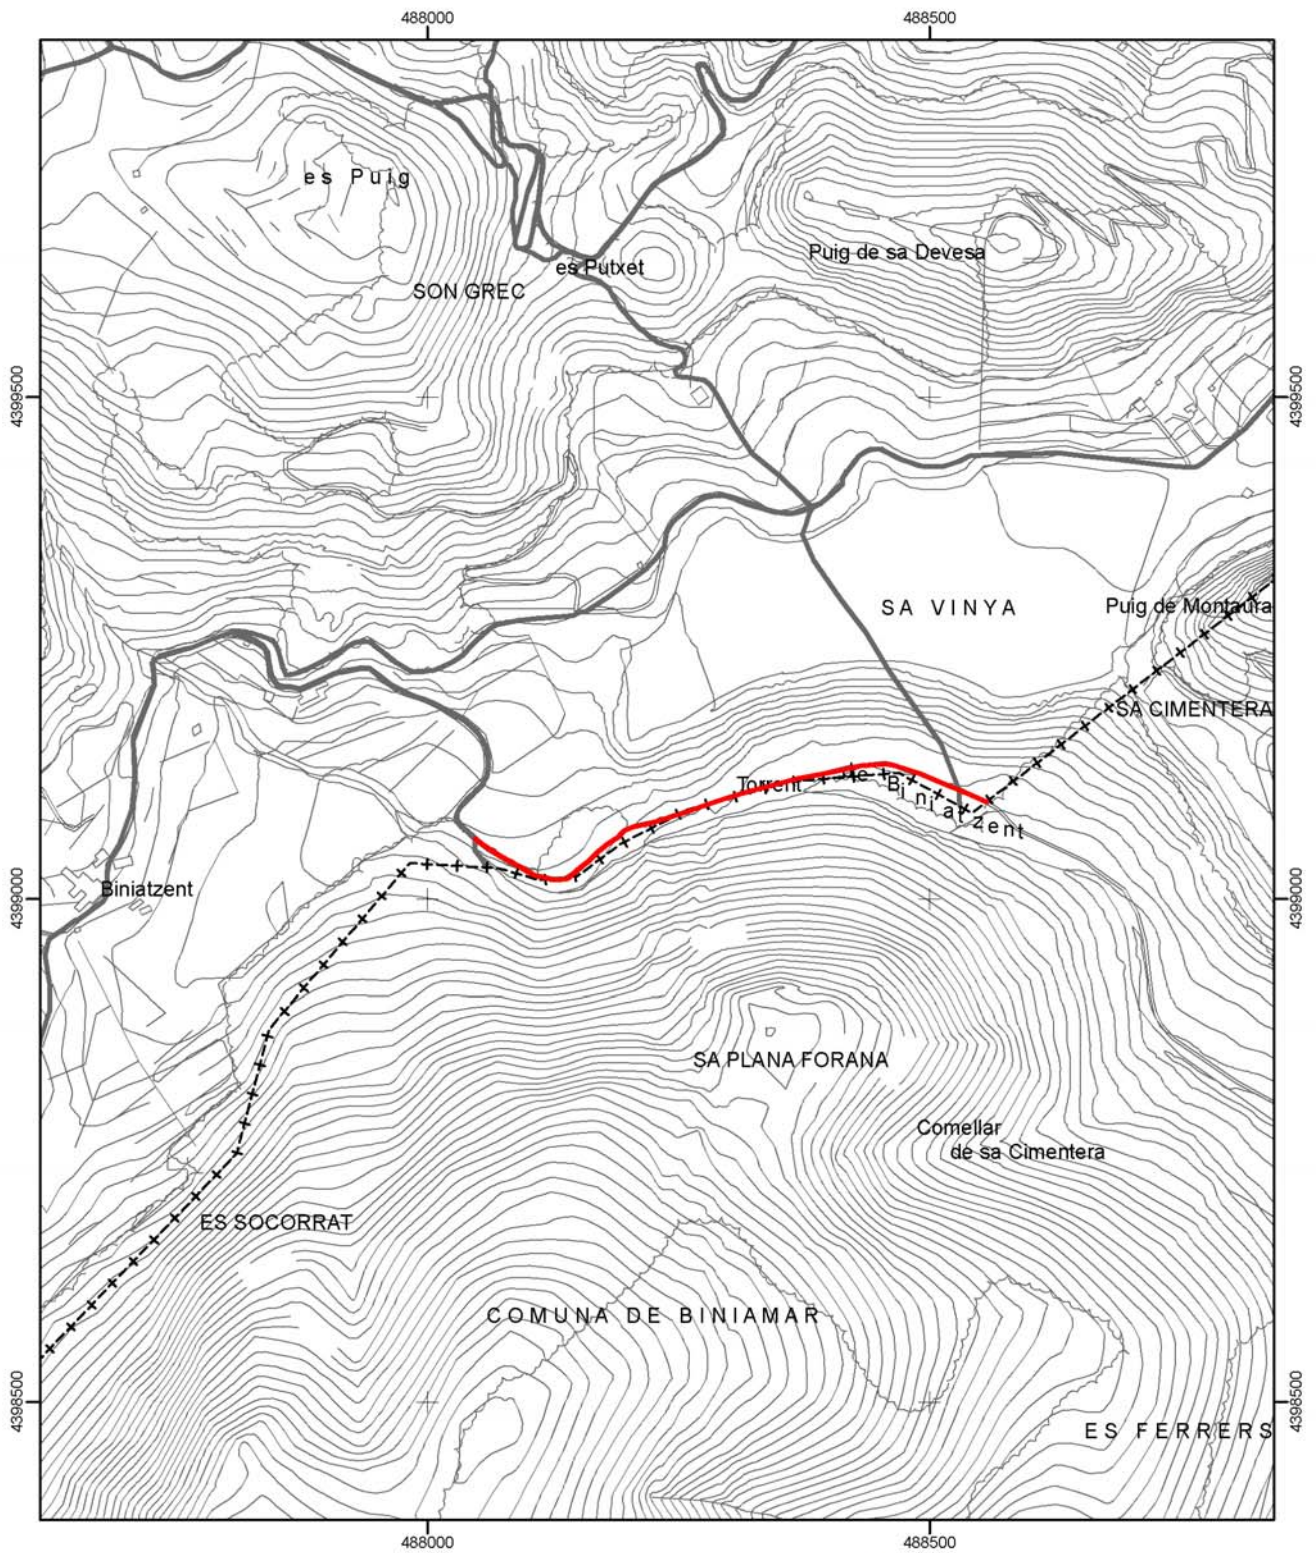 488000
488500
es Puig
Puig de sa Devesa
es Putxet
SON GREC
4399500
4399500
SA VINYA
Puig de Montaura
SA CIMENTERA
Torrent de Biniatzent
Biniatzent
4399000
4399000
SA PLANA FORANA
Comellar
de sa Cimentera
ES SOCORRAT
COMUNA DE BINIAMAR
4398500
4398500
ES FERRERS
488000
488500